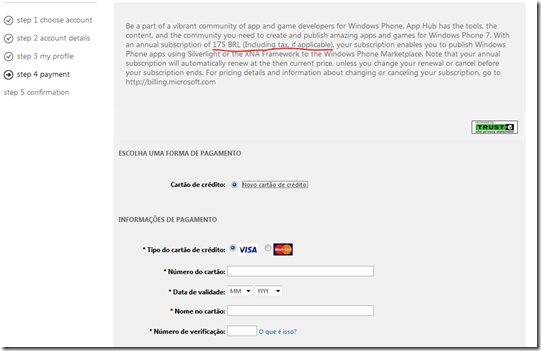 step 1 choose account
step 2 account details
step 3 my profile
step 4 payment
step 5 confirmation
Be a part of a vibrant community of app and game developers for Windows Phone. App Hub has the tools, the
content, and the community you need to create and publish amazing apps and games for Windows Phone 7. With
an annual subscription of 175 BRL (Including tax, if applicable), your subscription enables you to publish Windows
Phone apps using Silverlight or the XNA Framework to the Windows Phone Marketplace. Note that your annual
subscription will automatically renew at the then current price, unless you change your renewal or cancel before
your subscription ends. For pricing details and information about changing or canceling your subscription, go to
http://billing.microsoft.com
TRUSTe
site privacy statement
ESCOLHA UMA FORMA DE PAGAMENTO
Cartão de crédito: Novo cartão de crédito
INFORMAÇÕES DE PAGAMENTO
* Tipo do cartão de crédito: VISA MasterCard
* Número do cartão:
* Data de validade: MM YYYY
* Nome no cartão:
* Número de verificação: O que é isso?